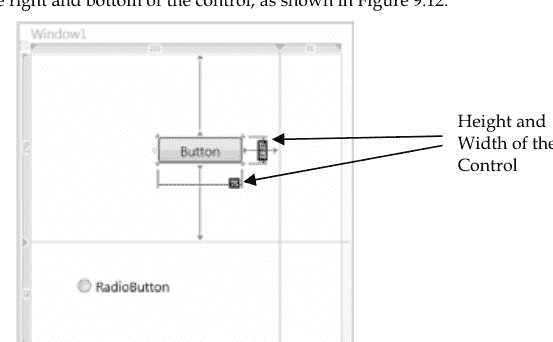 right and bottom of the control, as shown in Figure 9.12.
Window1
Button
Height and
Width of the
Control
RadioButton